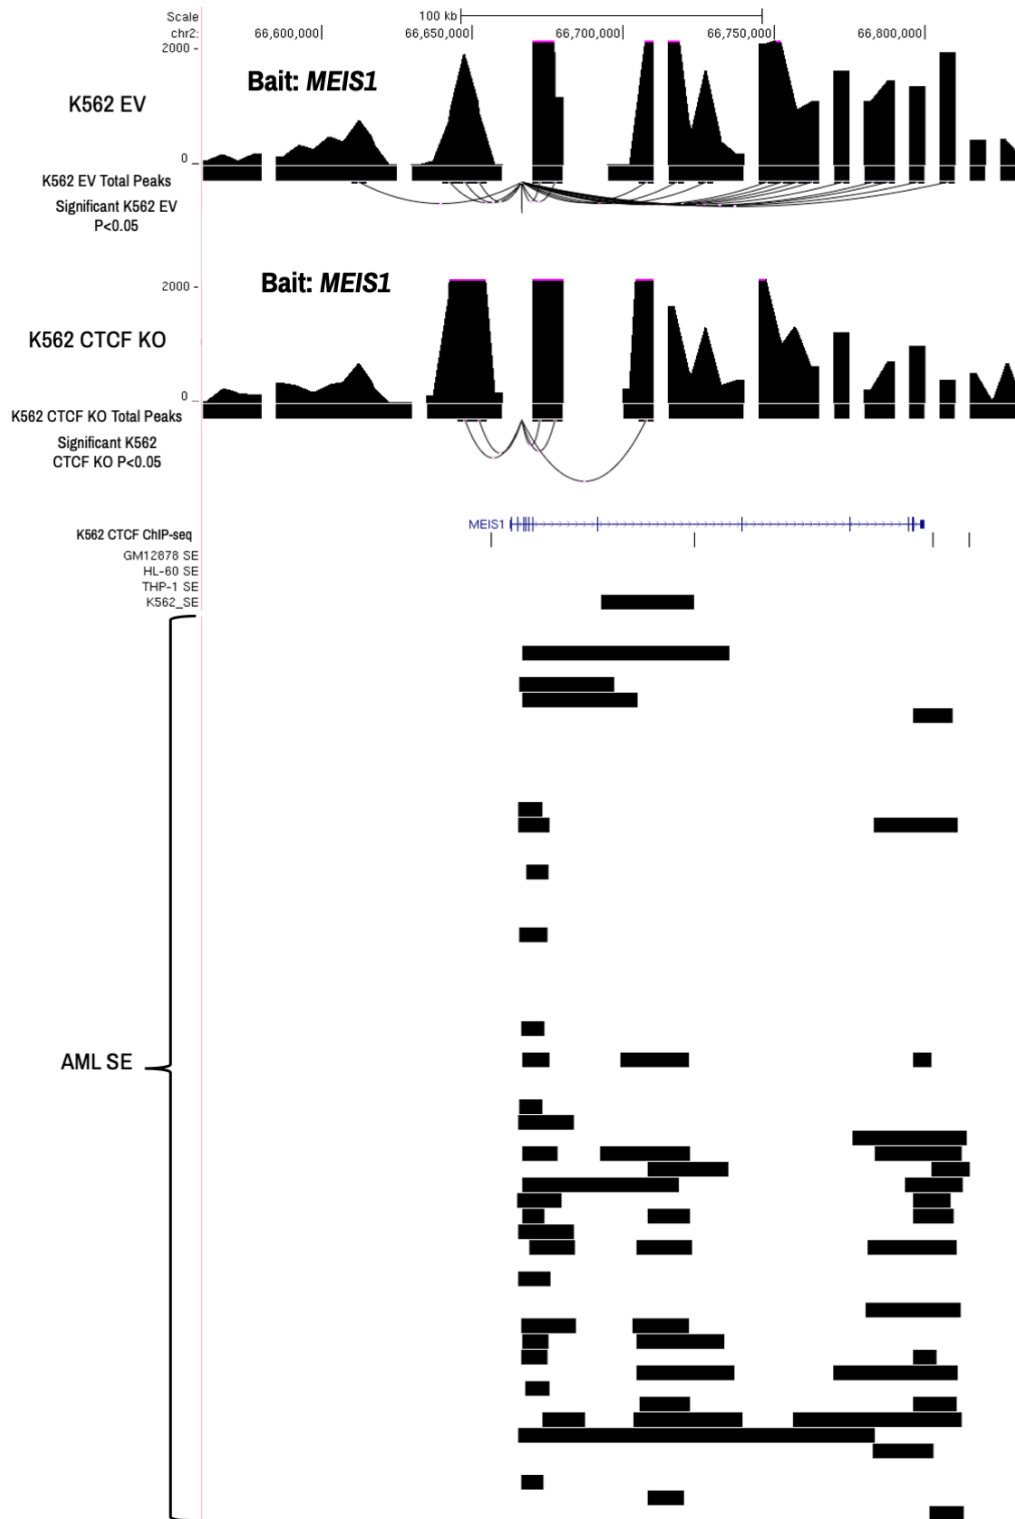 Scale
100 kb
chr2:
66,600,000
66,650,000
66,700,000
66,750,000
66,800,000
2000 -
Bait: MEIS1
K562 EV
0 _
K562 EV Total Peaks
Significant K562 EV
P<0.05
Bait: MEIS1
2000 -
K562 CTCF KO
0 _
K562 CTCF KO Total Peaks
Significant K562
CTCF KO P<0.05
MEIS1
K562 CTCF ChIP-seq
GM12878 SE
HL-60 SE
THP-1 SE
K562_SE
AML SE